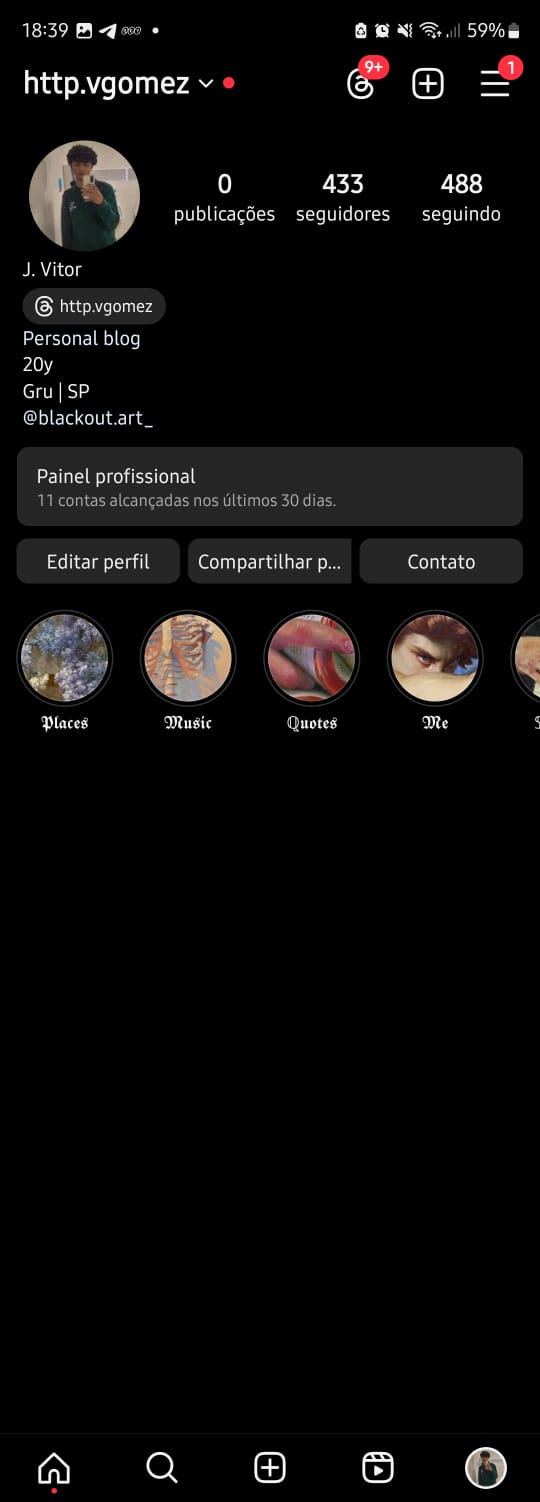 18:39 59%
http.vgomez 9+ 1
0 433 488
publicações seguidores seguindo
J. Vitor
http.vgomez
Personal blog
20y
Gru | SP
@blackout.art_
Painel profissional
11 contas alcançadas nos últimos 30 dias.
Editar perfil Compartilhar p... Contato
𝕻laces 𝕸usic ℚuotes 𝕸e